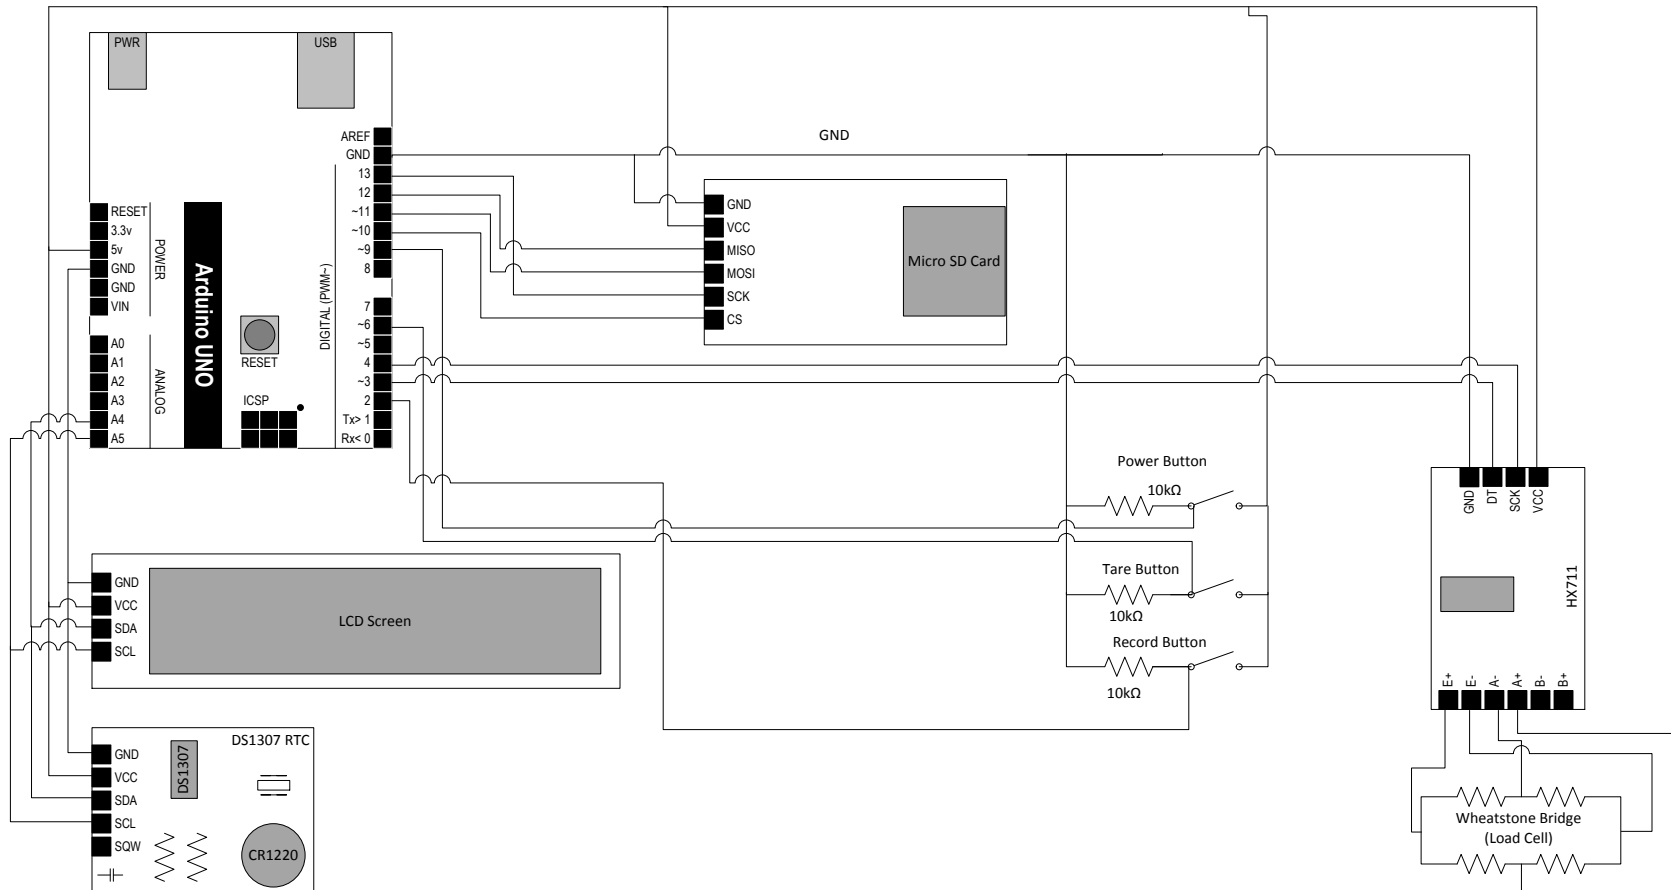 PWR
USB
AREF
GND
13
12
~11
~10
~9
8
7
~6
~5
4
~3
2
Tx> 1
Rx< 0
DIGITAL (PWM~)
RESET
3.3v
5v
GND
GND
VIN
POWER
A0
A1
A2
A3
A4
A5
ANALOG
Arduino UNO
RESET
ICSP
GND
GND
VCC
MISO
MOSI
SCK
CS
Micro SD Card
Power Button
10kΩ
Tare Button
10kΩ
Record Button
10kΩ
GND
DT
SCK
VCC
HX711
E+
E-
A-
A+
B-
B+
Wheatstone Bridge
(Load Cell)
GND
VCC
SDA
SCL
LCD Screen
DS1307 RTC
GND
VCC
SDA
SCL
SQW
DS1307
CR1220